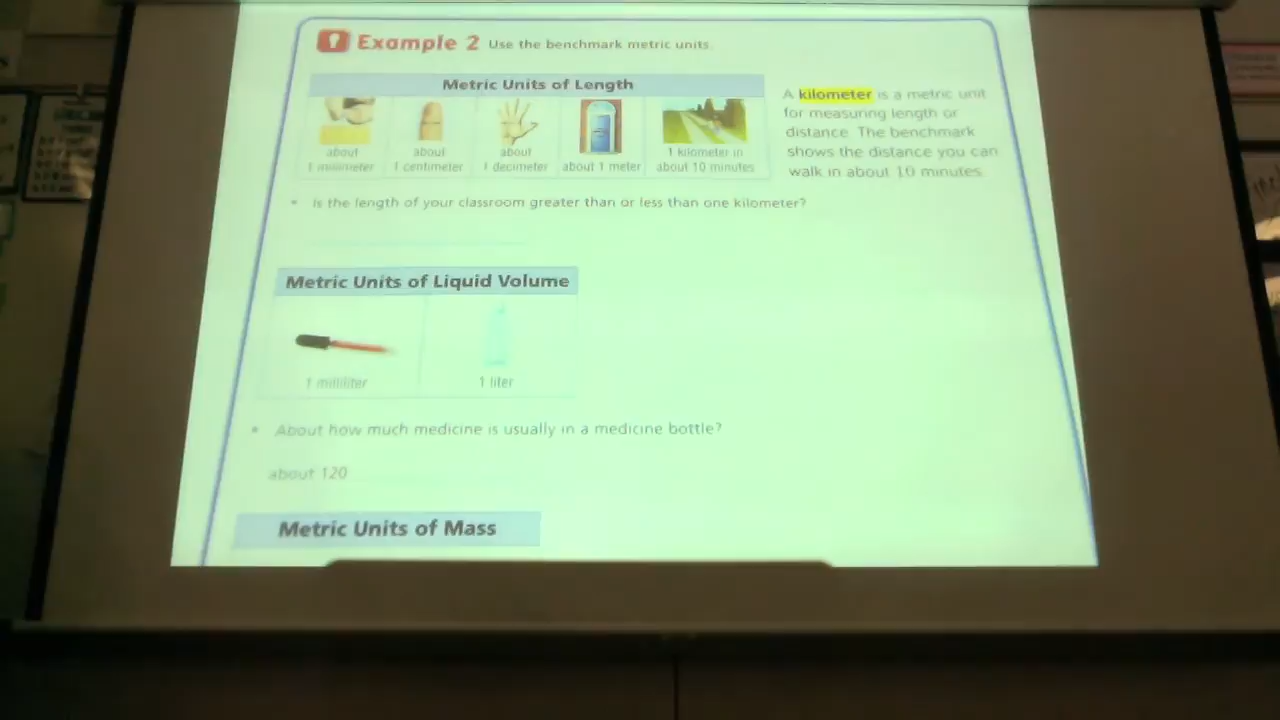 Example 2 Use the benchmark metric units.
Metric Units of Length
about 1 millimeter
about 1 centimeter
about 1 decimeter
about 1 meter
1 kilometer in about 10 minutes
A kilometer is a metric unit
for measuring length or
distance. The benchmark
shows the distance you can
walk in about 10 minutes.
• Is the length of your classroom greater than or less than one kilometer?
Metric Units of Liquid Volume
1 milliliter
1 liter
• About how much medicine is usually in a medicine bottle?
about 120
Metric Units of Mass